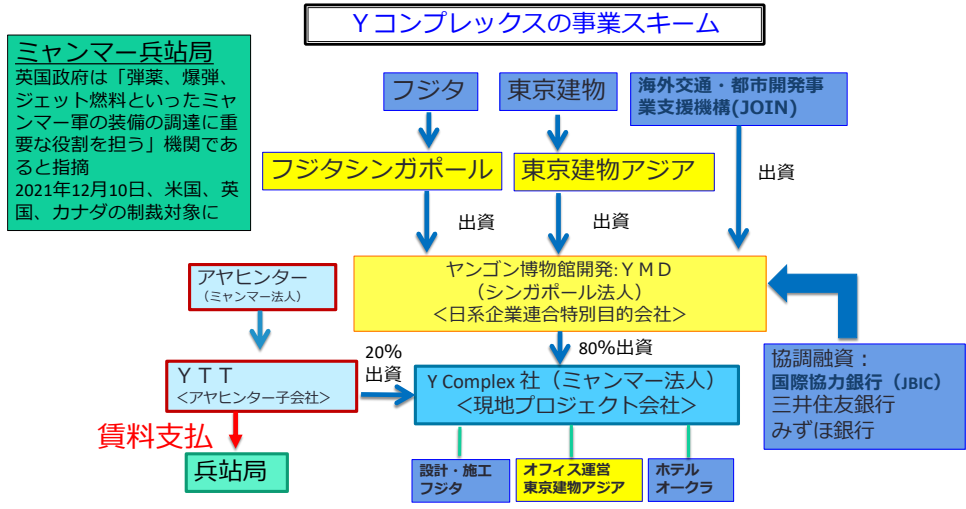 Yコンプレックスの事業スキーム
ミャンマー兵站局
英国政府は「弾薬、爆弾、
ジェット燃料といったミャ
ンマー軍の装備の調達に重
要な役割を担う」機関であ
ると指摘
2021年12月10日、米国、英
国、カナダの制裁対象に
フジタ
東京建物
海外交通・都市開発事
業支援機構(JOIN)
フジタシンガポール
東京建物アジア
出資
出資
出資
ヤンゴン博物館開発:YMD
（シンガポール法人）
＜日系企業連合特別目的会社＞
アヤヒンター
（ミャンマー法人）
20%
出資
80%出資
YTT
＜アヤヒンター子会社＞
Y Complex 社（ミャンマー法人）
＜現地プロジェクト会社＞
協調融資：
国際協力銀行（JBIC）
三井住友銀行
みずほ銀行
賃料支払
兵站局
設計・施工
フジタ
オフィス運営
東京建物アジア
ホテル
オークラ